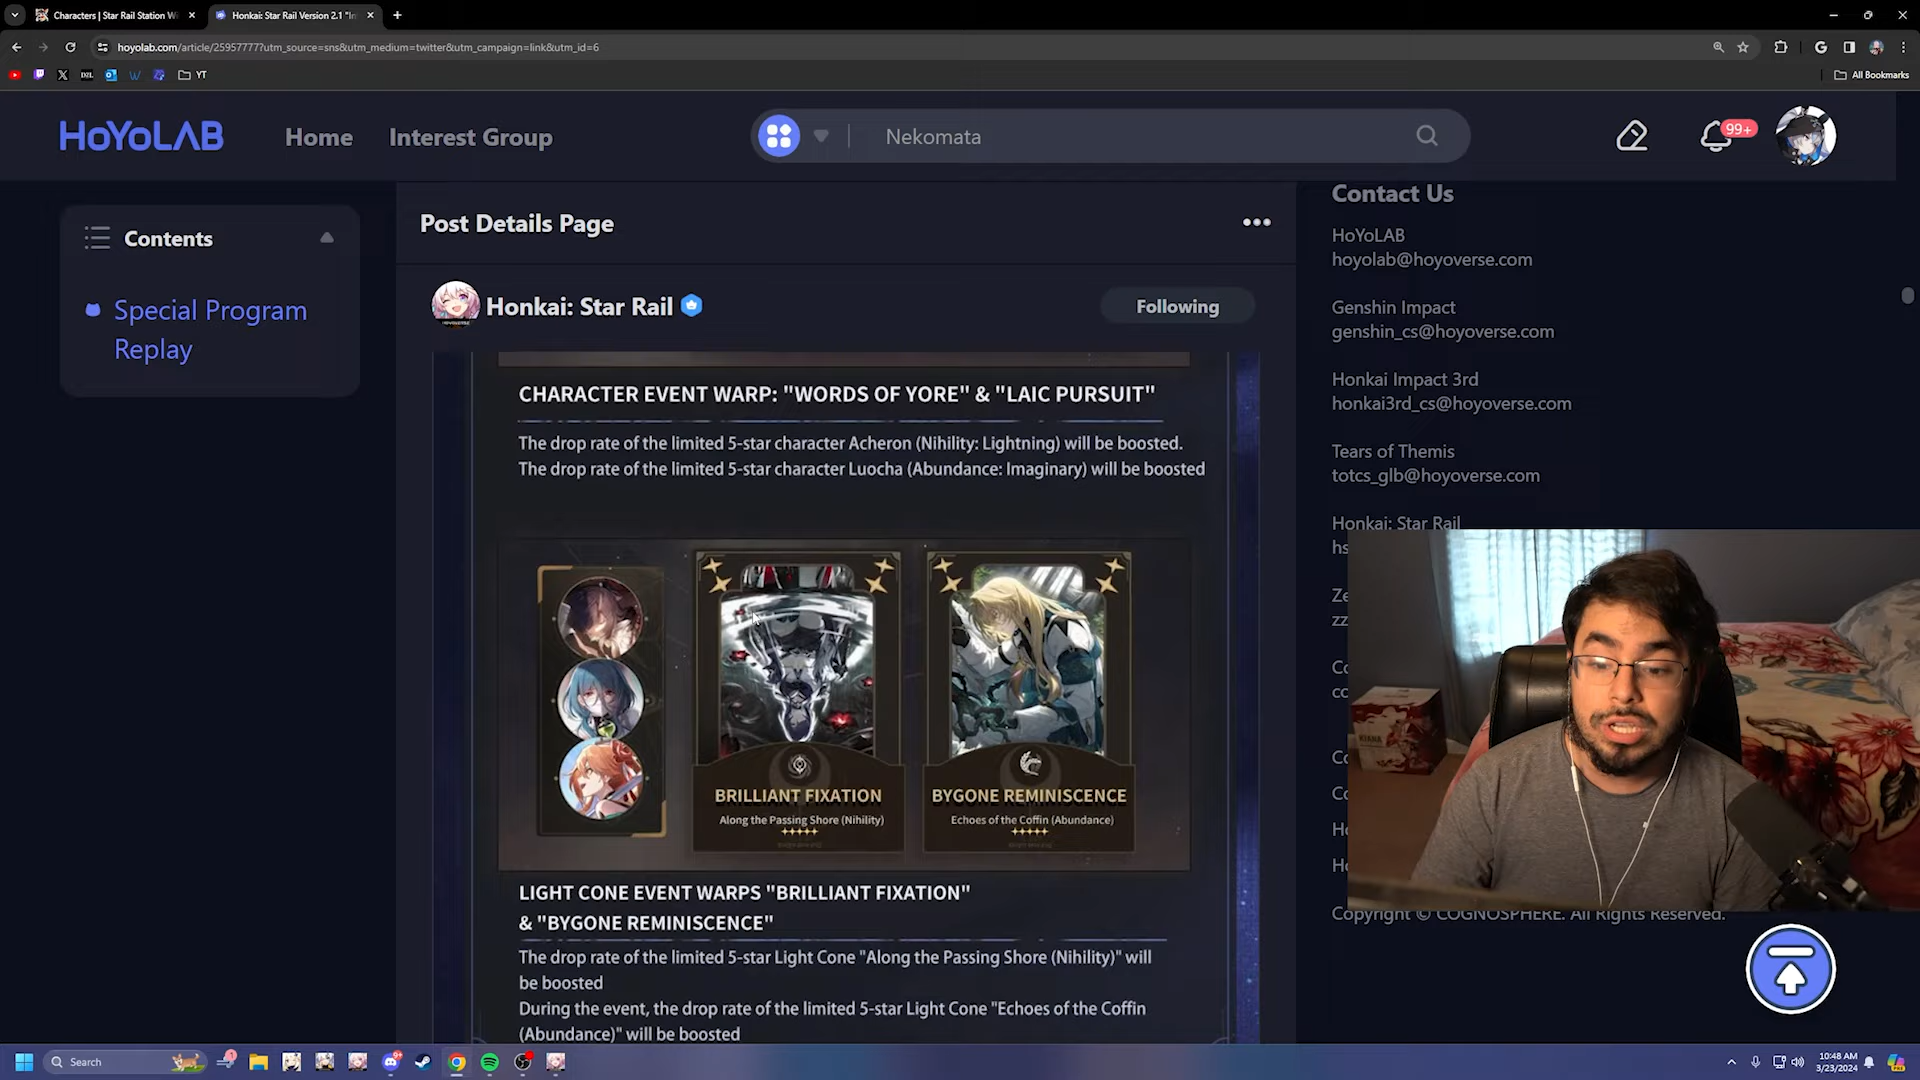 Characters | Star Rail Station W
Honkai: Star Rail Version 2.1 "In
hoyolab.com/article/25957777?utm_source=sns&utm_medium=twitter&utm_campaign=link&utm_id=6
YT
All Bookmarks
HoYoLAB
Home
Interest Group
Nekomata
99+
Contents
Special Program
Replay
Post Details Page
Honkai: Star Rail
Following
CHARACTER EVENT WARP: "WORDS OF YORE" & "LAIC PURSUIT"
The drop rate of the limited 5-star character Acheron (Nihility: Lightning) will be boosted.
The drop rate of the limited 5-star character Luocha (Abundance: Imaginary) will be boosted
BRILLIANT FIXATION
Along the Passing Shore (Nihility)
BYGONE REMINISCENCE
Echoes of the Coffin (Abundance)
LIGHT CONE EVENT WARPS "BRILLIANT FIXATION"
& "BYGONE REMINISCENCE"
The drop rate of the limited 5-star Light Cone "Along the Passing Shore (Nihility)" will
be boosted
During the event, the drop rate of the limited 5-star Light Cone "Echoes of the Coffin
(Abundance)" will be boosted
Contact Us
HoYoLAB
hoyolab@hoyoverse.com
Genshin Impact
genshin_cs@hoyoverse.com
Honkai Impact 3rd
honkai3rd_cs@hoyoverse.com
Tears of Themis
totcs_glb@hoyoverse.com
Honkai: Star Rail
Copyright © COGNOSPHERE. All Rights Reserved.
Search
10:48 AM
3/23/2024